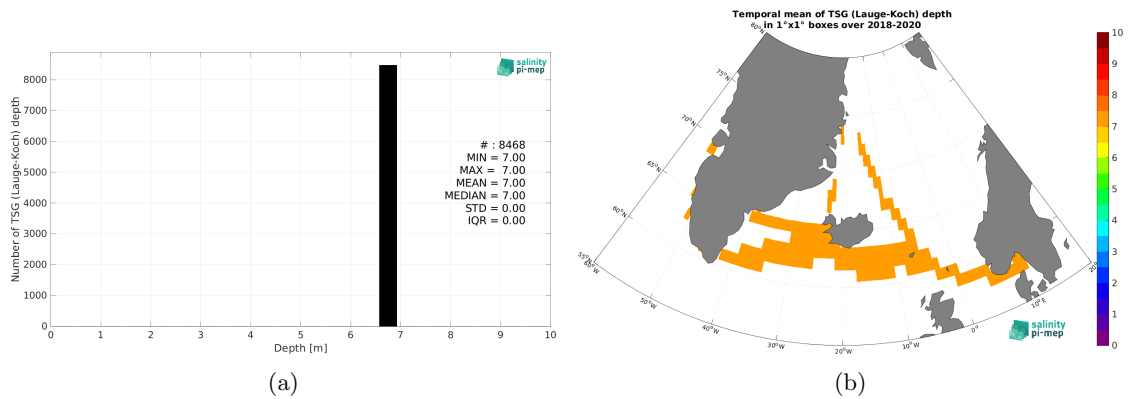 8000
7000
6000
5000
4000
3000
2000
1000
0
Number of TSG (Lauge-Koch) depth
0 1 2 3 4 5 6 7 8 9 10
Depth [m]
salinity
pi-mep
# : 8468
MIN = 7.00
MAX = 7.00
MEAN = 7.00
MEDIAN = 7.00
STD = 0.00
IQR = 0.00
(a)
Temporal mean of TSG (Lauge-Koch) depth
in 1°x1° boxes over 2018-2020
80°N
75°N
70°N
65°N
60°N
55°N
60°W
50°W
40°W
30°W
20°W
10°W
0°
10°E
salinity
pi-mep
10
9
8
7
6
5
4
3
2
1
0
(b)